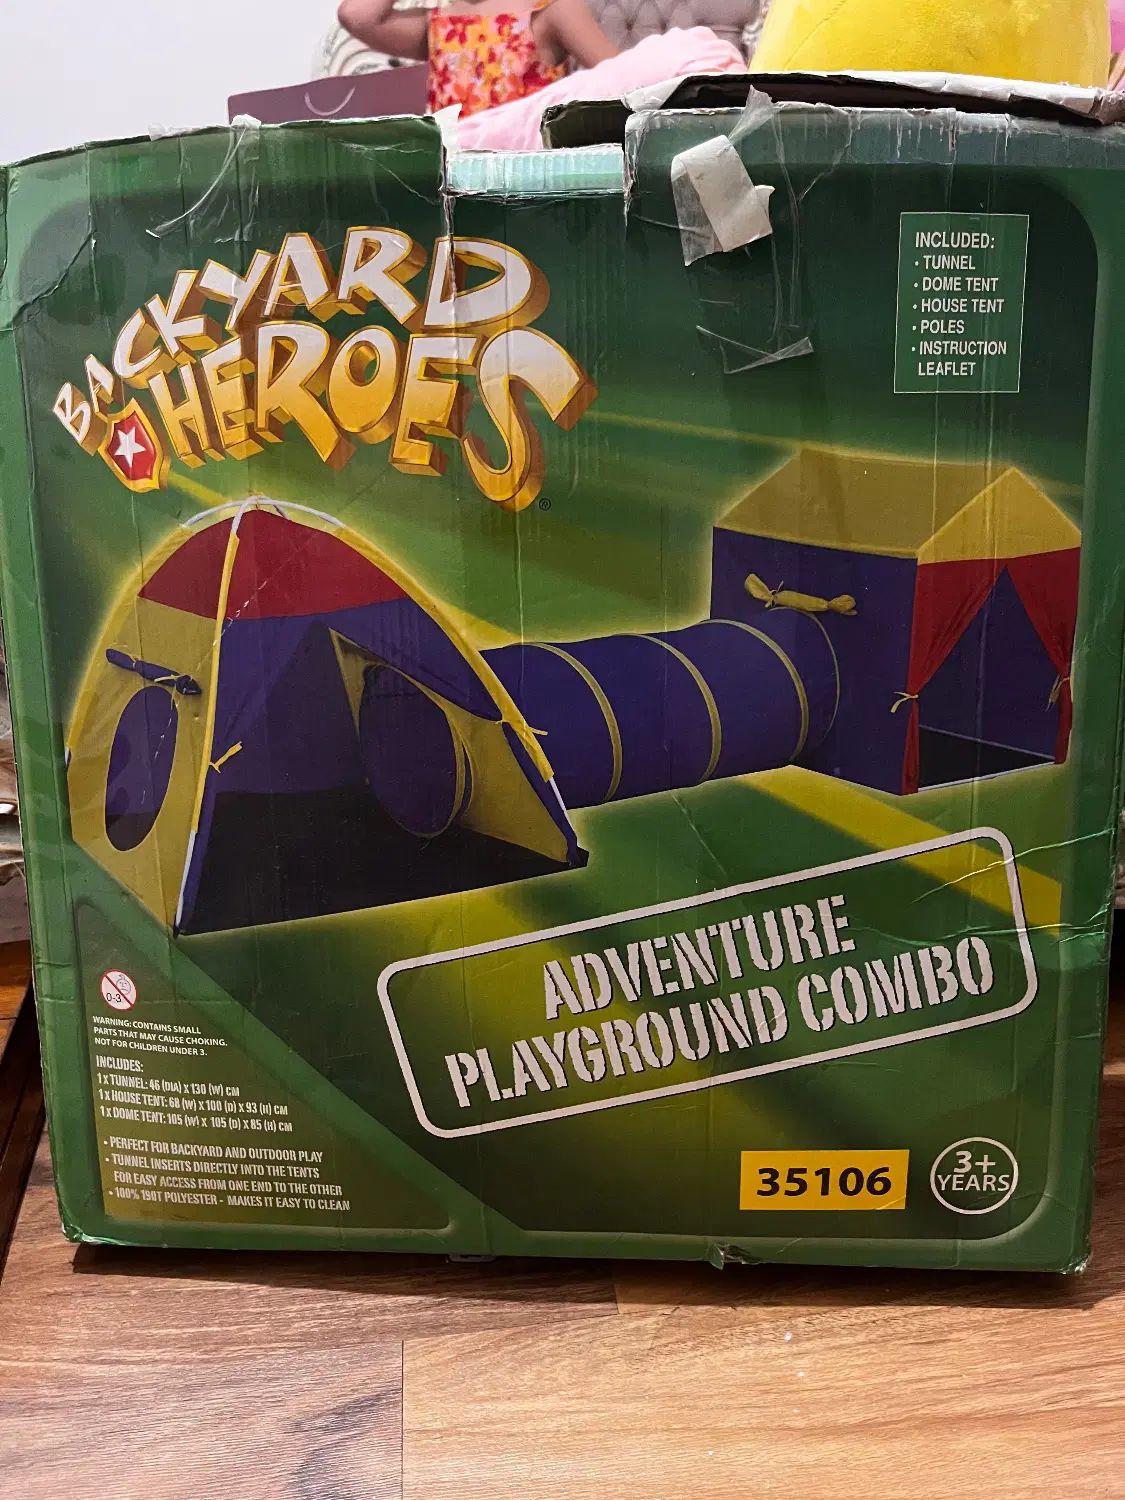 BACKYARD
HEROES
®
INCLUDED:
• TUNNEL
• DOME TENT
• HOUSE TENT
• POLES
• INSTRUCTION
LEAFLET
ADVENTURE
PLAYGROUND COMBO
0-3
WARNING: CONTAINS SMALL
PARTS THAT MAY CAUSE CHOKING.
NOT FOR CHILDREN UNDER 3.
INCLUDES:
1 x TUNNEL: 46 (DIA) x 130 (W) CM
1 x HOUSE TENT: 68 (W) x 100 (D) x 93 (H) CM
1 x DOME TENT: 105 (W) x 105 (D) x 85 (H) CM
• PERFECT FOR BACKYARD AND OUTDOOR PLAY
• TUNNEL INSERTS DIRECTLY INTO THE TENTS
FOR EASY ACCESS FROM ONE END TO THE OTHER
• 100% 190T POLYESTER - MAKES IT EASY TO CLEAN
35106
3+
YEARS